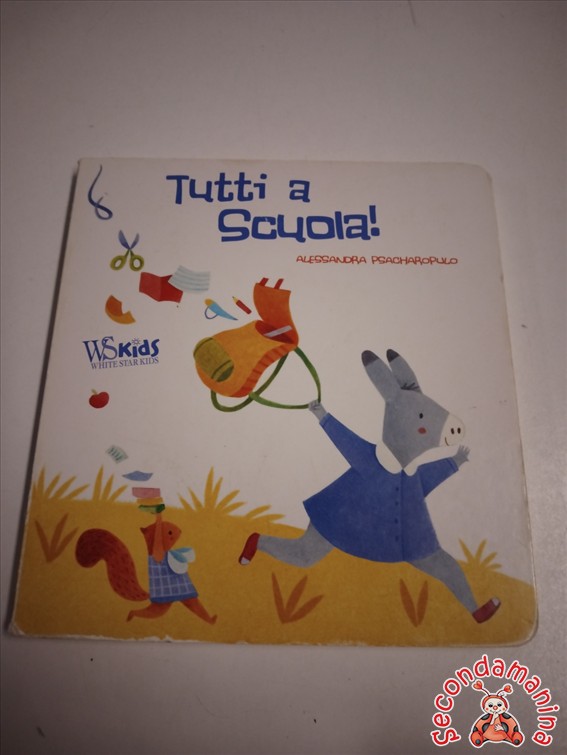 Tutti a
Scuola!
ALESSANDRA PSACHAROPULO
WS Kids
WHITE STAR KIDS
Secondamanina